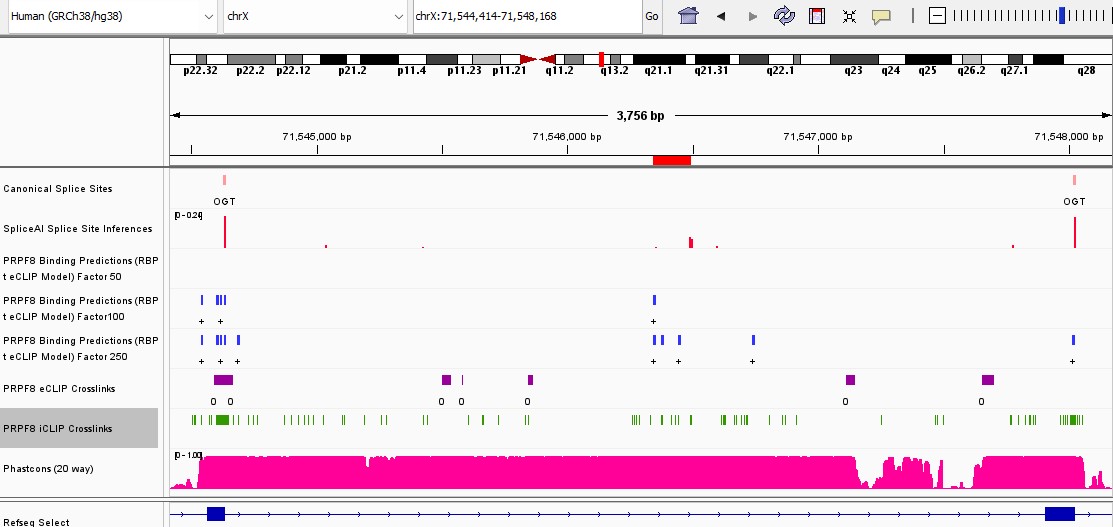 Human (GRCh38/hg38) chrX chrX:71,544,414-71,548,168 Go
p22.32 p22.2 p22.12 p21.2 p11.4 p11.23 p11.21 q11.2 q13.2 q21.1 q21.31 q22.1 q23 q24 q25 q26.2 q27.1 q28
3,756 bp
71,545,000 bp 71,546,000 bp 71,547,000 bp 71,548,000 bp
Canonical Splice Sites
OGT OGT
[0 - 0.20]
SpliceAI Splice Site Inferences
PRPF8 Binding Predictions (RBP
t eCLIP Model) Factor 50
PRPF8 Binding Predictions (RBP
t eCLIP Model) Factor100
+ + +
PRPF8 Binding Predictions (RBP
t eCLIP Model) Factor 250
+ + + + + + +
PRPF8 eCLIP Crosslinks
0 0 0 0 0 0 0
PRPF8 iCLIP Crosslinks
[0 - 1.00]
Phastcons (20 way)
Refseq Select